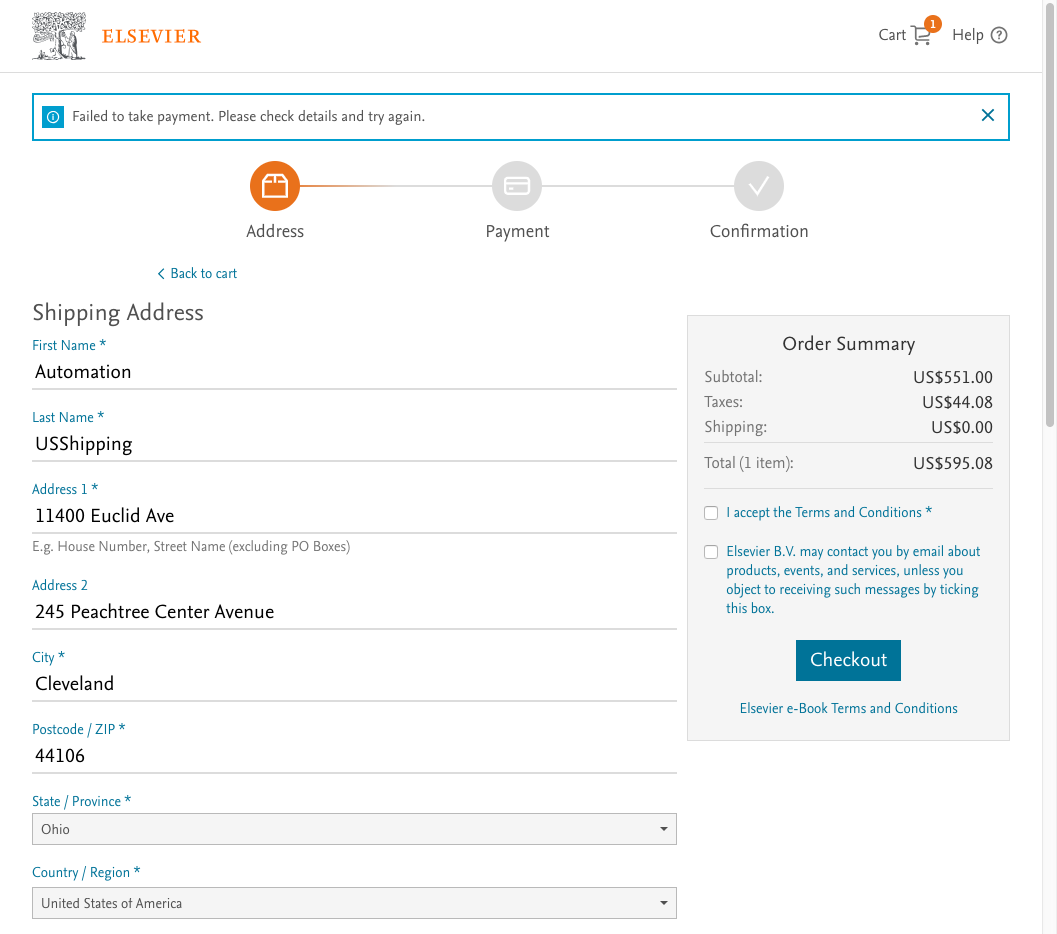 ELSEVIER
Cart 1 Help ?
Failed to take payment. Please check details and try again.
Address Payment Confirmation
Back to cart
Shipping Address
First Name *
Automation
Last Name *
USShipping
Address 1 *
11400 Euclid Ave
E.g. House Number, Street Name (excluding PO Boxes)
Address 2
245 Peachtree Center Avenue
City *
Cleveland
Postcode / ZIP *
44106
State / Province *
Ohio
Country / Region *
United States of America
Order Summary
Subtotal: US$551.00
Taxes: US$44.08
Shipping: US$0.00
Total (1 item): US$595.08
I accept the Terms and Conditions *
Elsevier B.V. may contact you by email about
products, events, and services, unless you
object to receiving such messages by ticking
this box.
Checkout
Elsevier e-Book Terms and Conditions